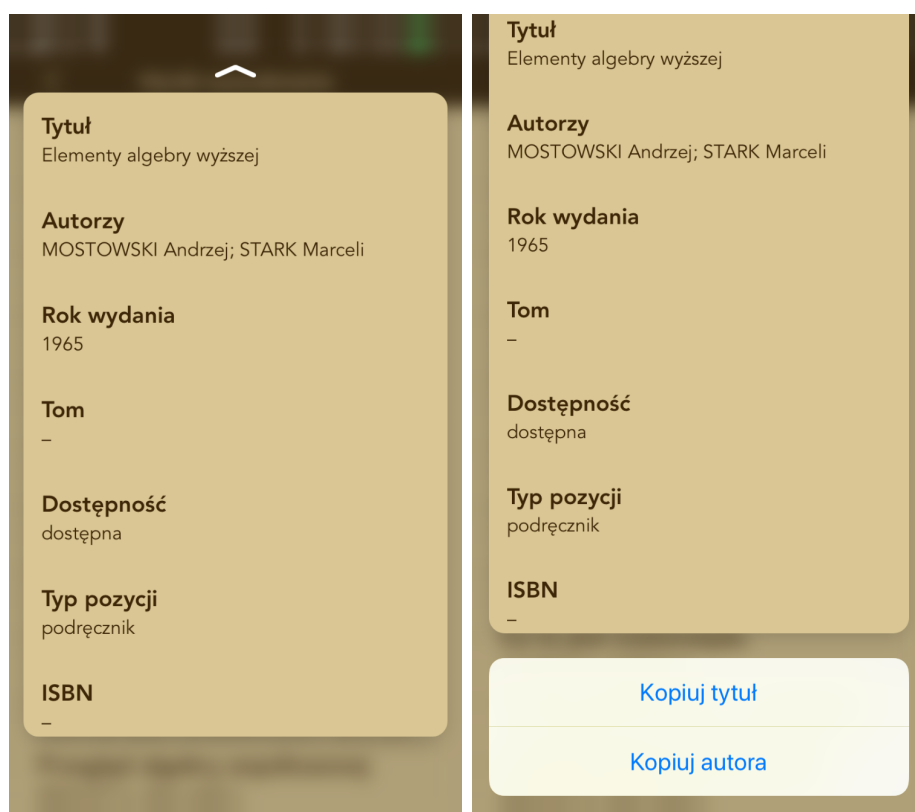 Tytuł
Elementy algebry wyższej
Autorzy
MOSTOWSKI Andrzej; STARK Marceli
Rok wydania
1965
Tom
–
Dostępność
dostępna
Typ pozycji
podręcznik
ISBN
–
Tytuł
Elementy algebry wyższej
Autorzy
MOSTOWSKI Andrzej; STARK Marceli
Rok wydania
1965
Tom
–
Dostępność
dostępna
Typ pozycji
podręcznik
ISBN
–
Kopiuj tytuł
Kopiuj autora